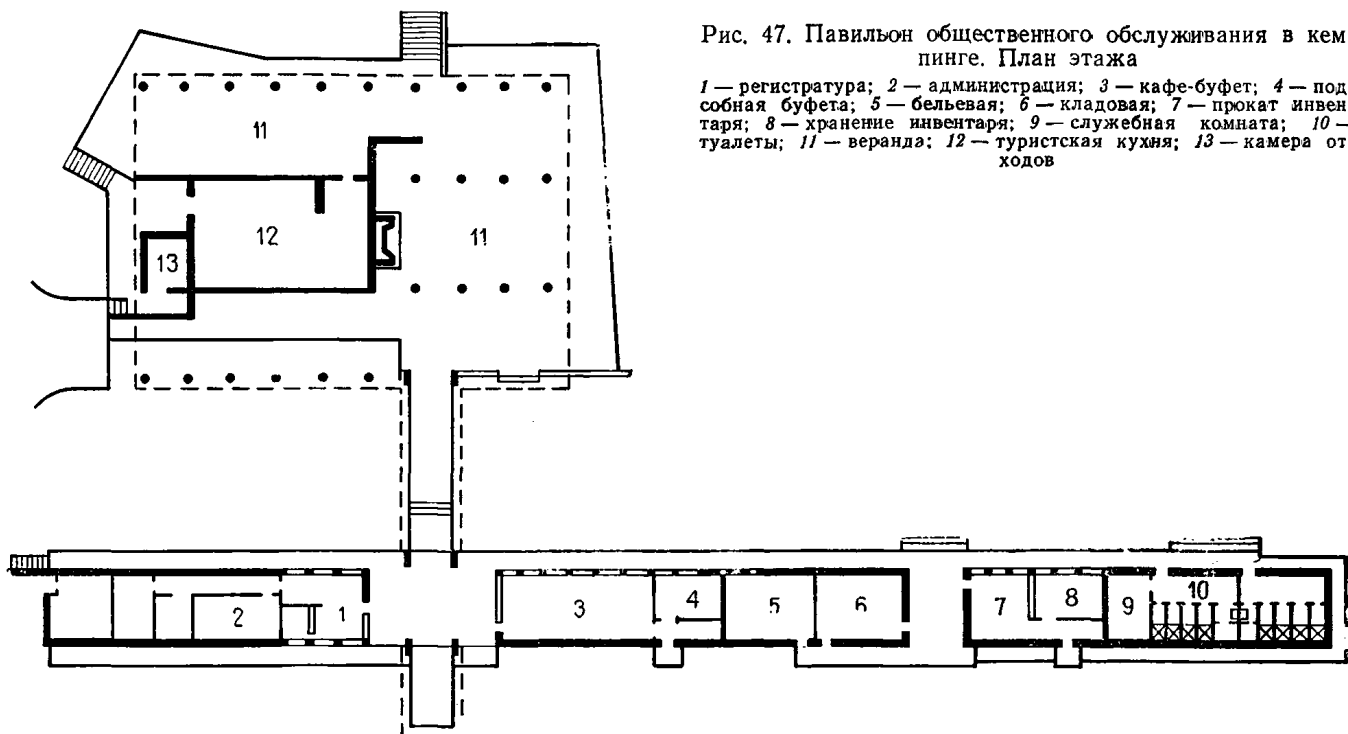 Рис. 47. Павильон общественного обслуживания в кем
пинге. План этажа
1 — регистратура; 2 — администрация; 3 — кафе-буфет; 4 — под
собная буфета; 5 — бельевая; 6 — кладовая; 7 — прокат инвен
таря; 8 — хранение инвентаря; 9 — служебная комната; 10 —
туалеты; 11 — веранда; 12 — туристская кухня; 13 — камера от
ходов
11
12
11
13
2
1
3
4
5
6
7
8
9
10